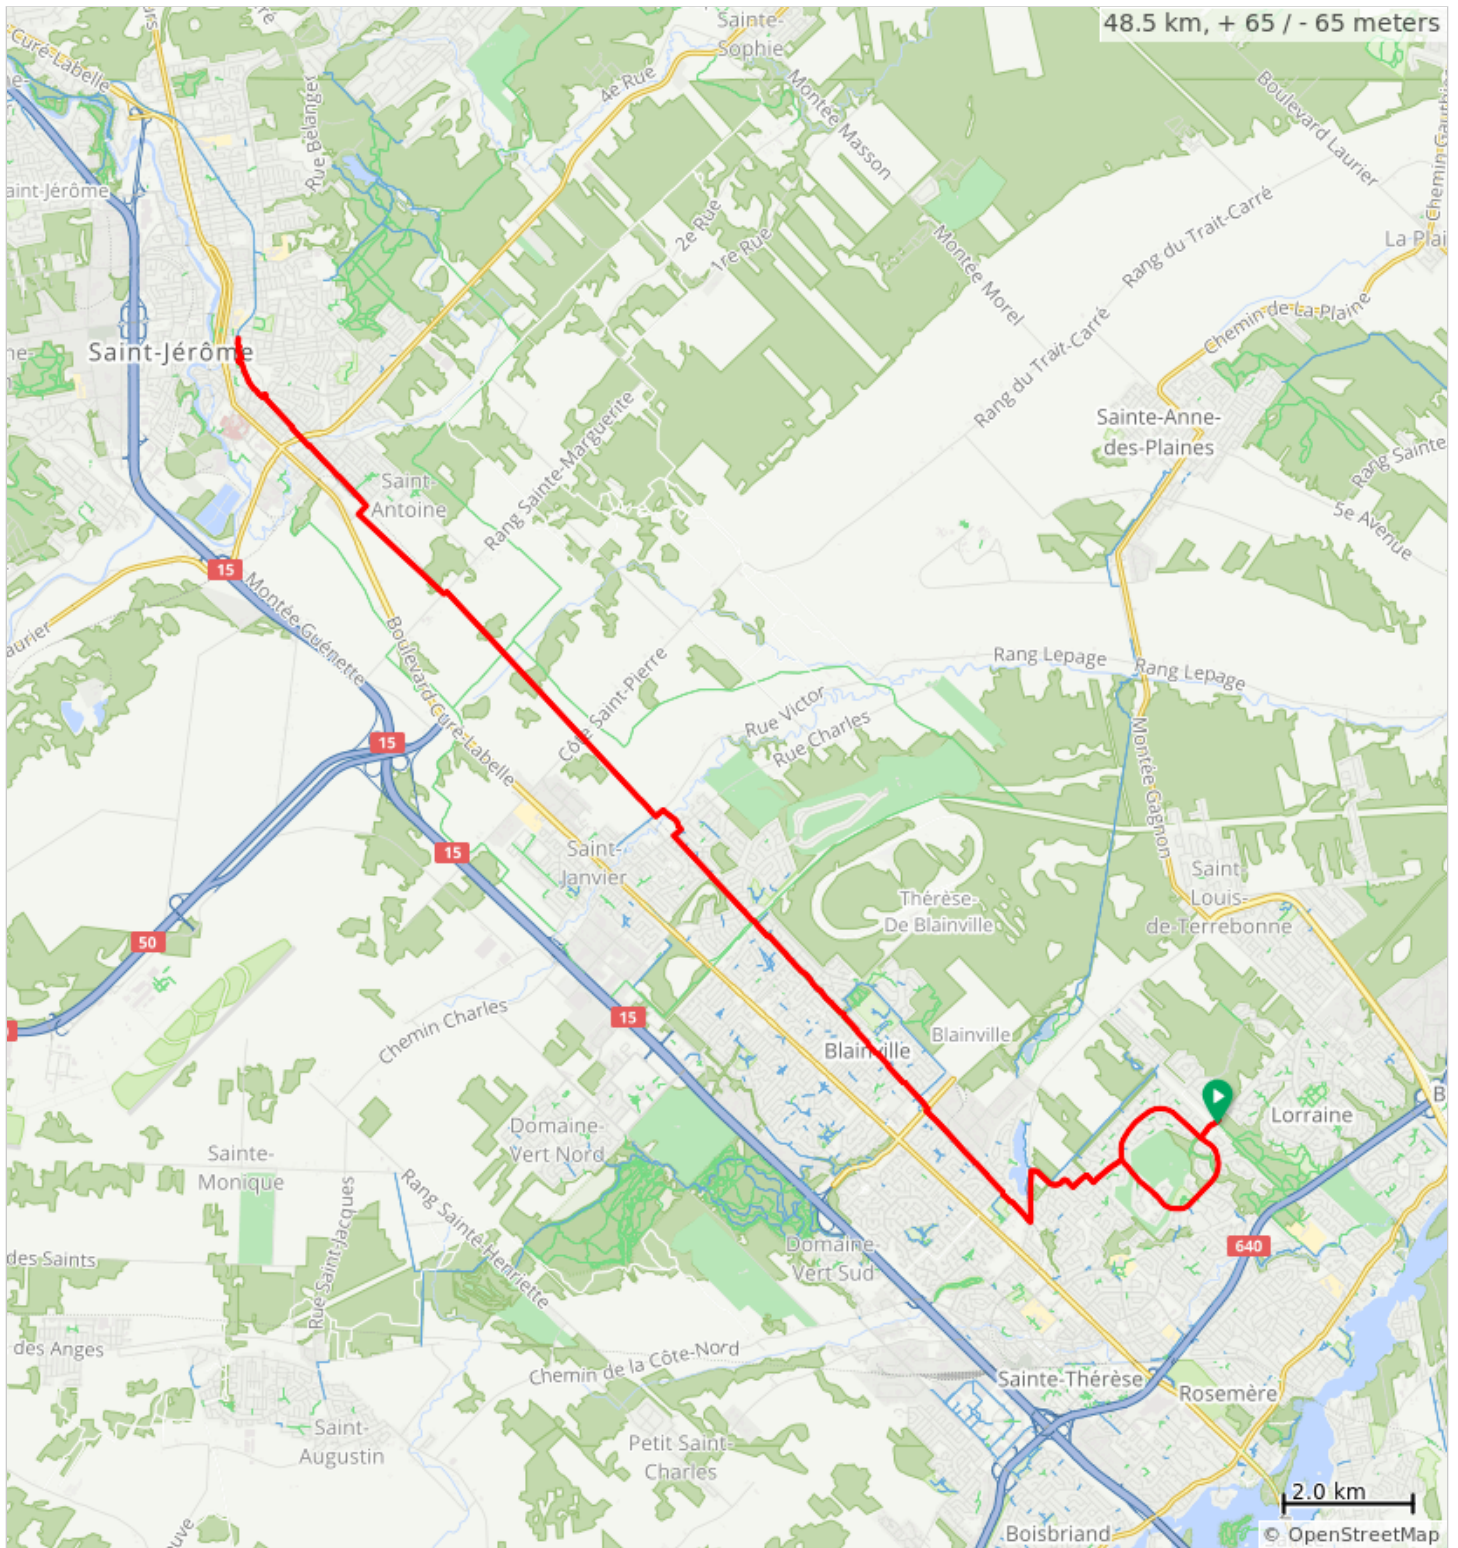 48.5 km, + 65 / - 65 meters
Sainte-
Sophie
Curé-Labelle
4e Rue
Montée Masson
Boulevard Laurier
Rue Bélanger
aint-Jérôme
2e Rue
1re Rue
Montée Morel
Rang du Trait-Carré
Chemin Gauthi
La Plai
Chemin de La Plaine
Rang du Trait-Carré
Saint-Jérôme
ne-
Rang Sainte-Marguerite
Sainte-Anne-
des-Plaines
Rang Sainte
5e Avenue
Saint-
Antoine
15
Montée Guénette
aurier
Boulevard Curé-Labelle
Saint-Pierre
Rang Lepage
Rang Lepage
Rue Victor
Rue Charles
15
Montée Gagnon
15
Saint-
Janvier
Saint-
Louis-
de-Terrebonne
Thérèse-
De Blainville
50
15
Chemin Charles
Blainville
Blainville
B
Lorraine
Domaine-
Vert Nord
Sainte-
Monique
Rang Sainte-Henriette
Rue Saint-Jacques
des Saints
Domaine-
Vert Sud
640
des Anges
Chemin de la Côte-Nord
Sainte-Thérèse
Rosemère
Saint-
Augustin
Petit Saint-
Charles
2.0 km
Boisbriand
© OpenStreetMap